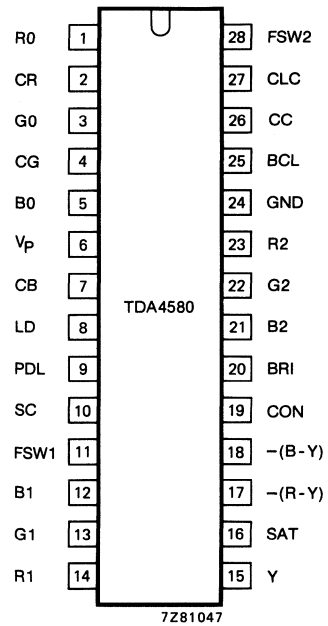 R0 1 28 FSW2
CR 2 27 CLC
G0 3 26 CC
CG 4 25 BCL
B0 5 24 GND
VP 6 23 R2
CB 7 22 G2
TDA4580
LD 8 21 B2
PDL 9 20 BRI
SC 10 19 CON
FSW1 11 18 –(B-Y)
B1 12 17 –(R-Y)
G1 13 16 SAT
R1 14 15 Y
7Z81047